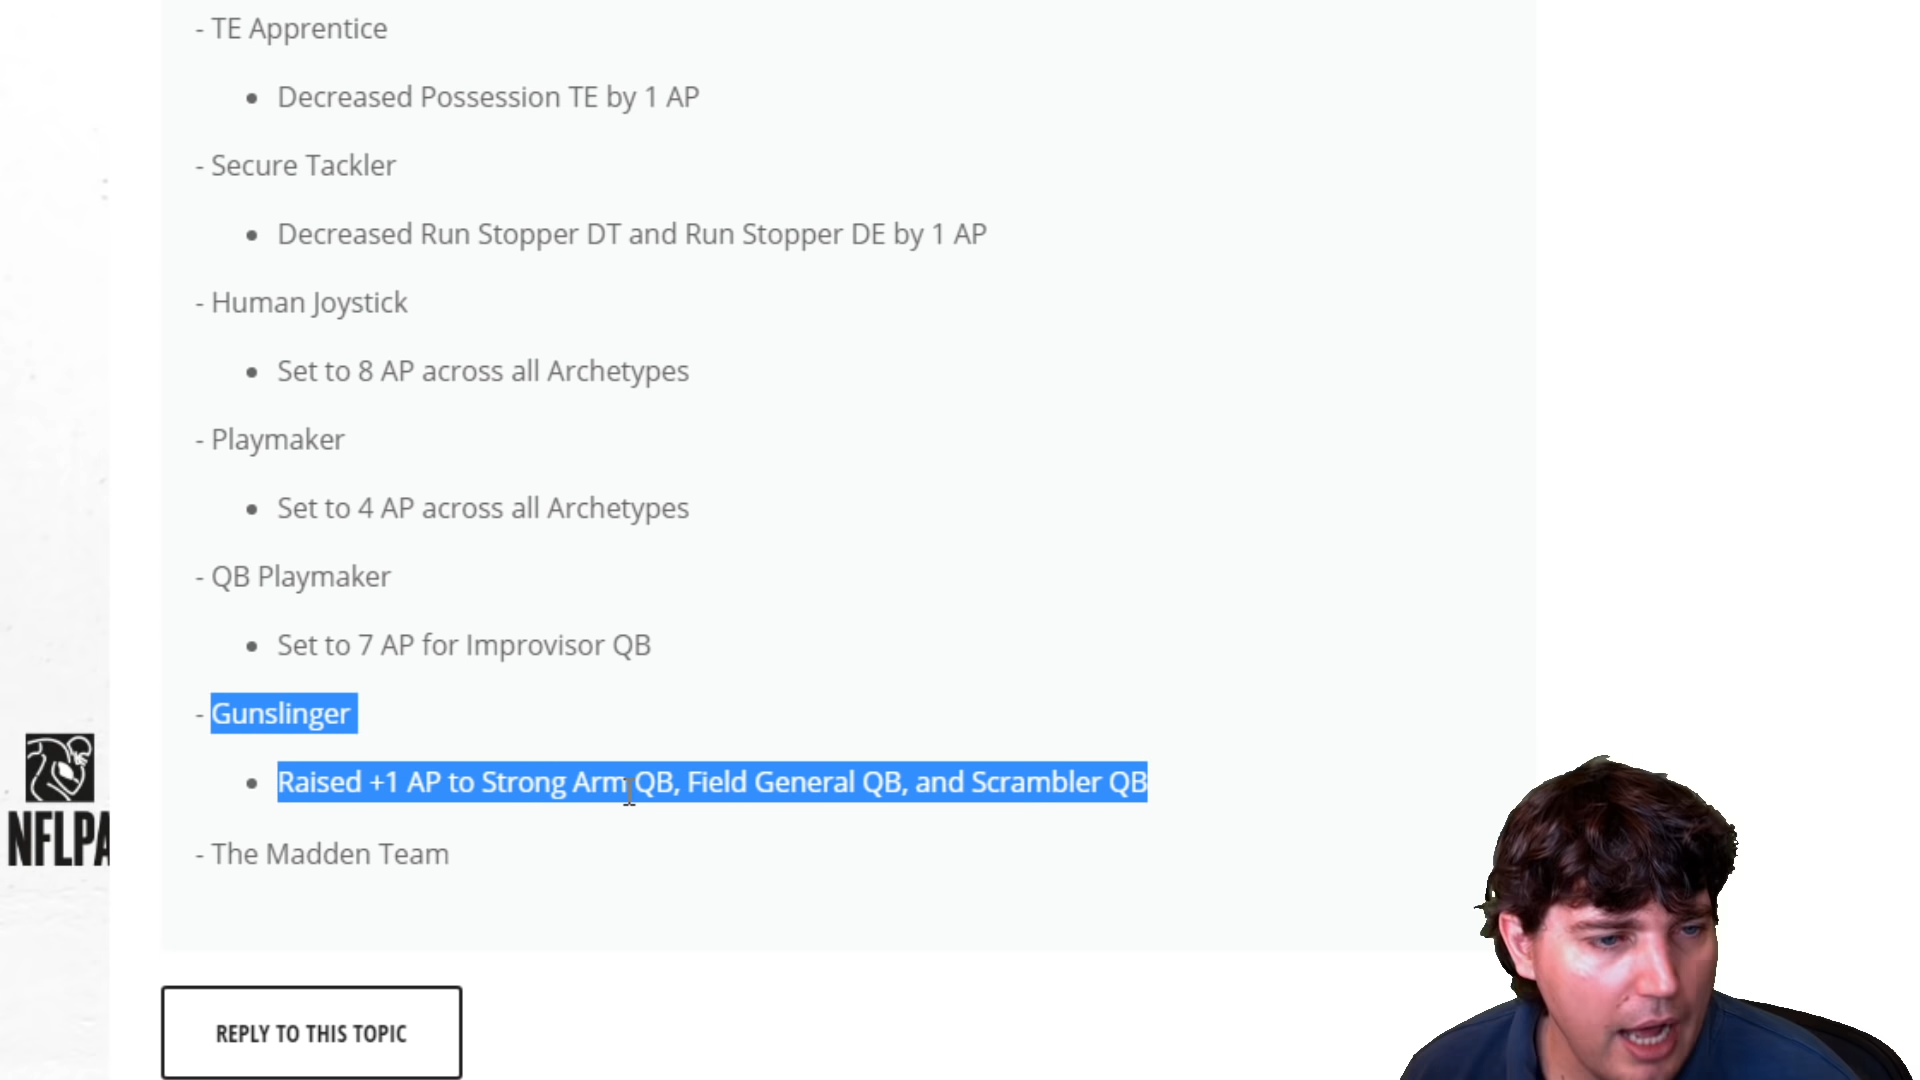 - TE Apprentice
• Decreased Possession TE by 1 AP
- Secure Tackler
• Decreased Run Stopper DT and Run Stopper DE by 1 AP
- Human Joystick
• Set to 8 AP across all Archetypes
- Playmaker
• Set to 4 AP across all Archetypes
- QB Playmaker
• Set to 7 AP for Improvisor QB
- Gunslinger
• Raised +1 AP to Strong Arm QB, Field General QB, and Scrambler QB
- The Madden Team
NFLPA
REPLY TO THIS TOPIC